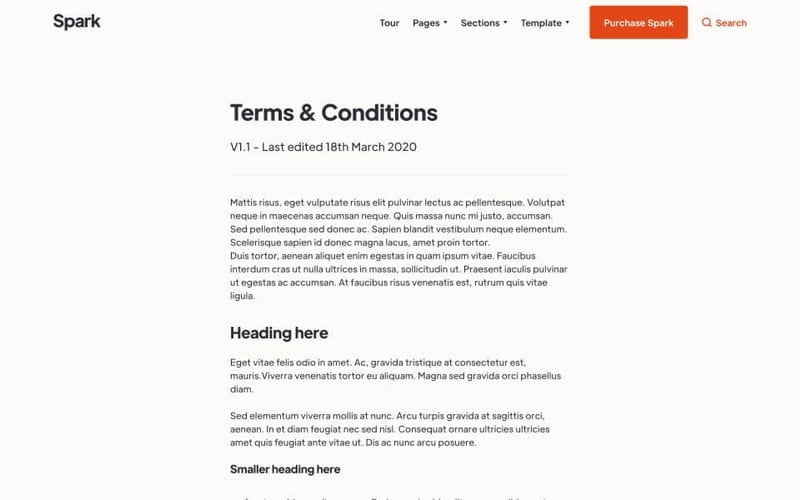 Spark
Tour Pages Sections Template Purchase Spark Search
Terms & Conditions
V1.1 – Last edited 18th March 2020
Mattis risus, eget vulputate risus elit pulvinar lectus ac pellentesque. Volutpat
neque in maecenas accumsan neque. Quis massa nunc mi justo, accumsan.
Sed pellentesque sed donec ac. Sapien blandit vestibulum neque elementum.
Scelerisque sapien id donec magna lacus, amet proin tortor.
Duis tortor, aenean aliquet enim egestas in quam ipsum vitae. Faucibus
interdum cras ut nulla ultrices in massa, sollicitudin ut. Praesent iaculis pulvinar
ut egestas ac accumsan. At faucibus risus venenatis est, rutrum quis vitae
ligula.
Heading here
Eget vitae felis odio in amet. Ac, gravida tristique at consectetur est,
mauris.Viverra venenatis tortor eu aliquam. Magna sed gravida orci phasellus
diam.
Sed elementum viverra mollis at nunc. Arcu turpis gravida at sagittis orci,
aenean. In et diam feugiat nec sed nisl. Consequat ornare ultricies ultricies
amet quis feugiat ante vitae ut. Dis ac nunc arcu posuere.
Smaller heading here